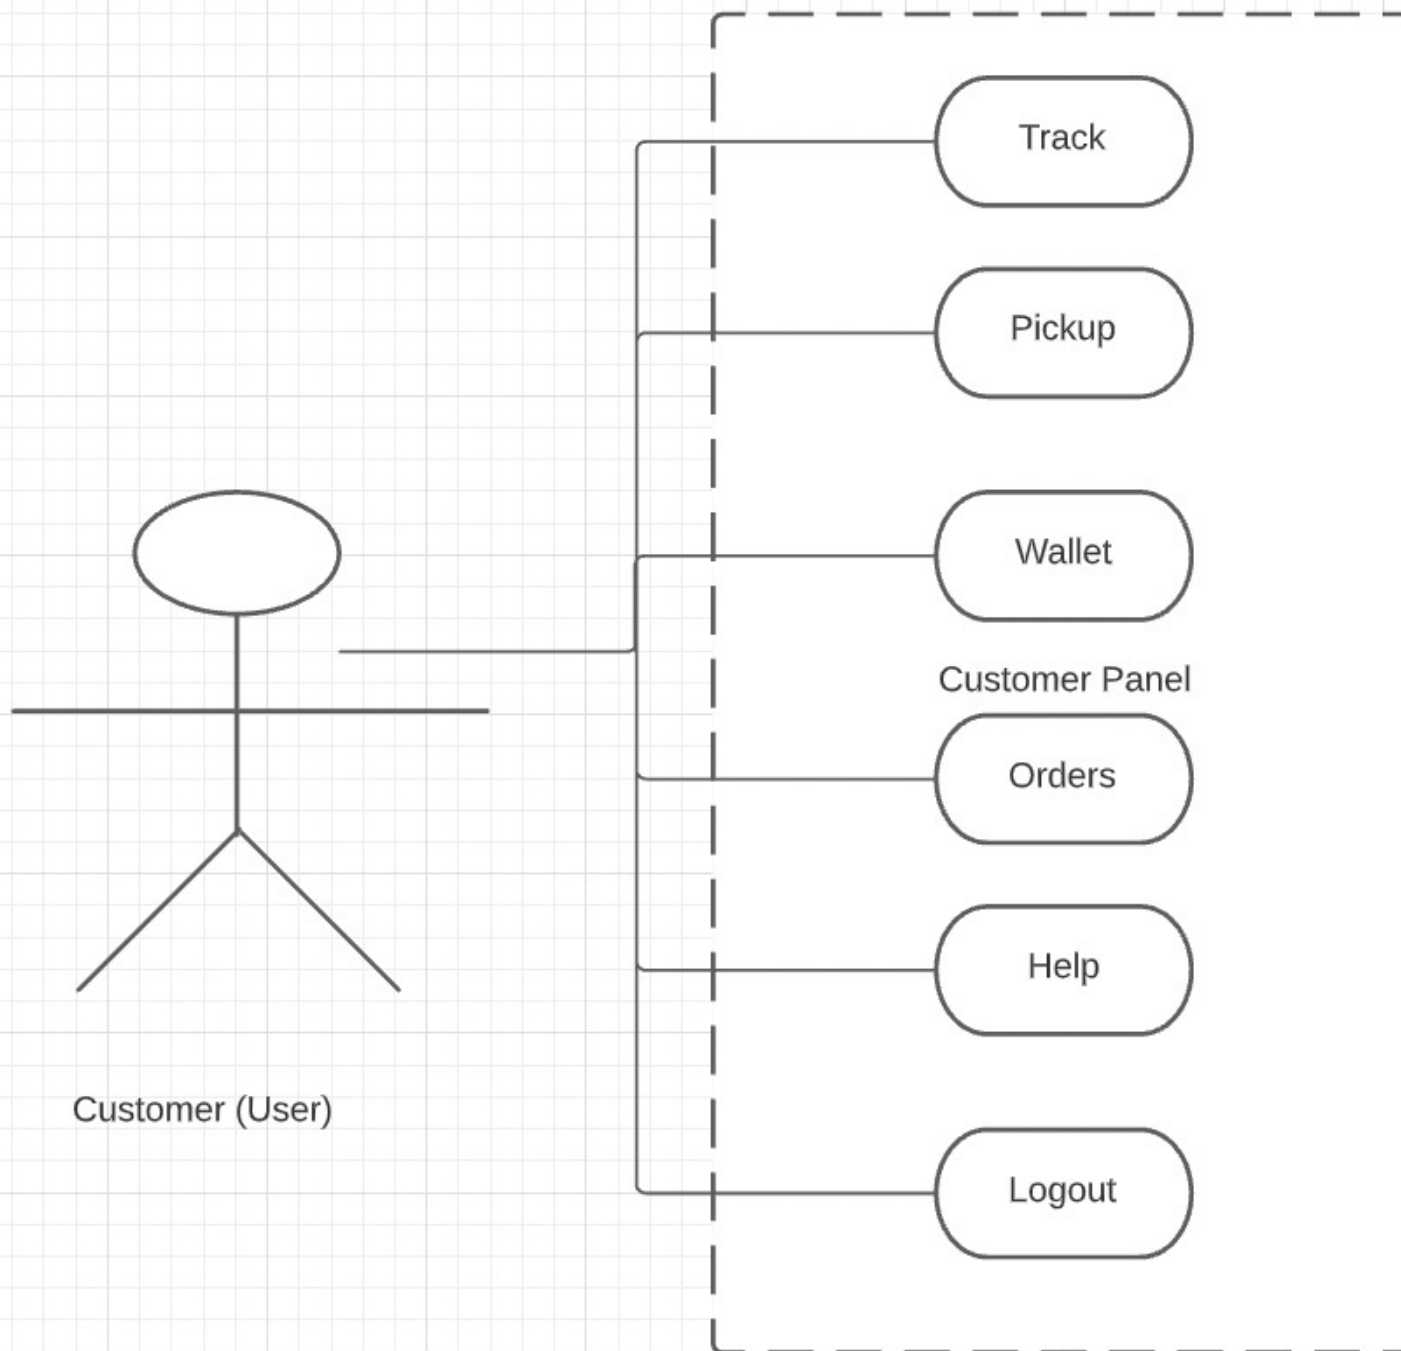 Track
Pickup
Wallet
Customer Panel
Orders
Help
Customer (User)
Logout